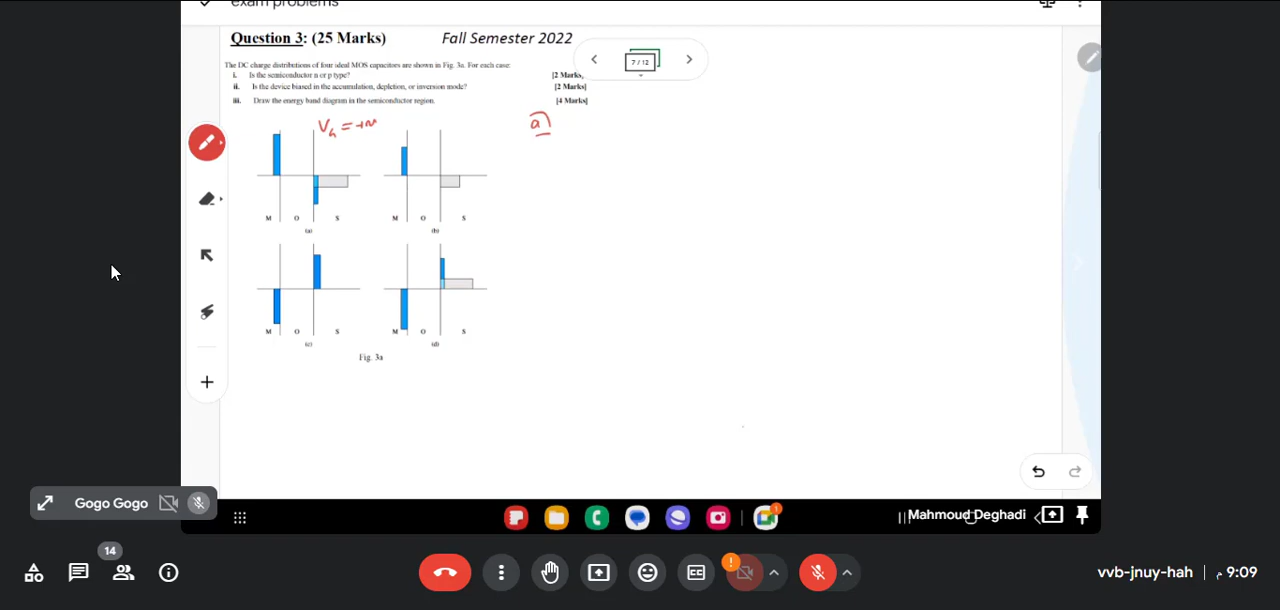 exam problems
Question 3: (25 Marks)
Fall Semester 2022
7 / 12
The DC charge distributions of four ideal MOS capacitors are shown in Fig. 3a. For each case:
i. Is the semiconductor n or p type? [2 Marks]
ii. Is the device biased in the accumulation, depletion, or inversion mode? [2 Marks]
iii. Draw the energy band diagram in the semiconductor region. [4 Marks]
a)
M O S M O S
(a) (b)
M O S M O S
(c) (d)
Fig. 3a
Gogo Gogo
Mahmoud Deghadi
1
14
vvb-jnuy-hah | 9:09 م